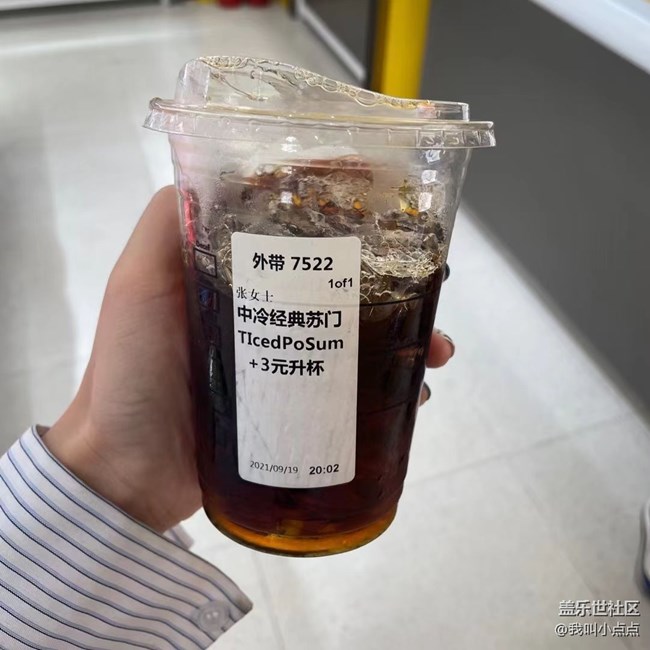 外带 7522
1of1
张女士
中冷经典苏门
TIcedPoSum
+3元升杯
2021/09/19 20:02
盖乐世社区
@我叫小点点